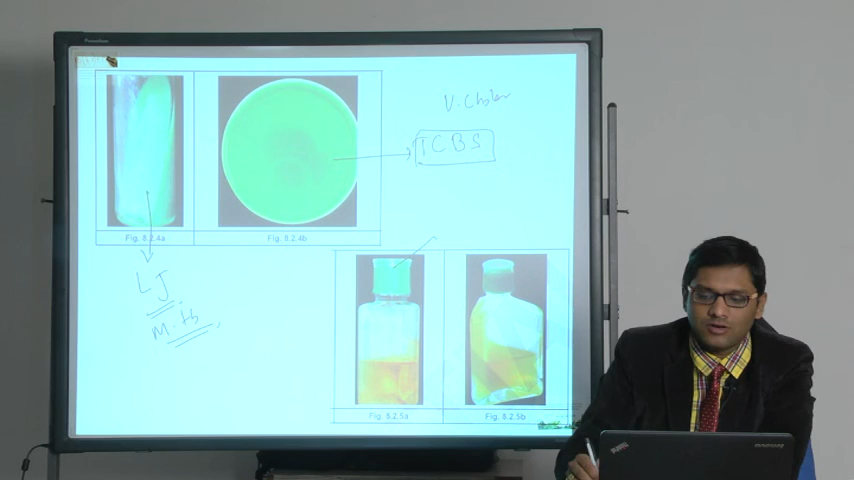 V. Choler
TCBS
Fig. 8.2.4a
Fig. 8.2.4b
LJ
M.tb
Fig. 8.2.5a
Fig. 8.2.5b